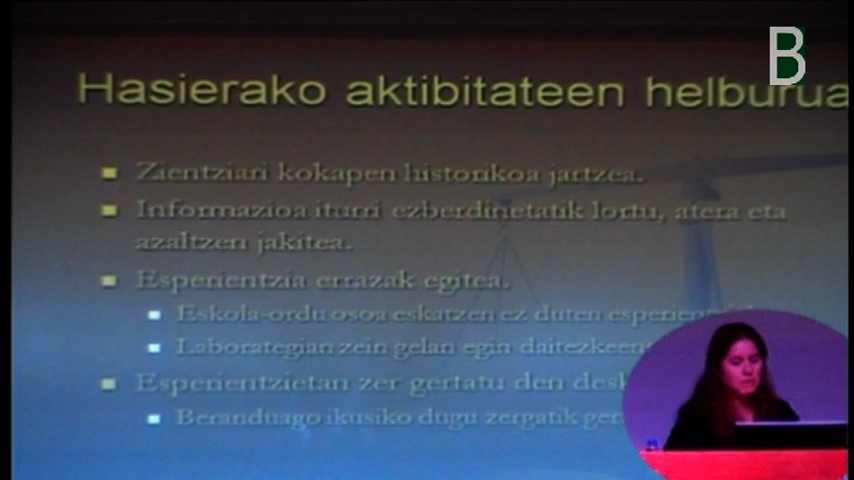 B
Hasierako aktibitateen helburua
Zientziari kokapen historikoa jartzea.
Informazioa iturri ezberdinetatik lortu, atera eta
azaltzen jakitea.
Esperientzia errazak egitea.
Eskola-ordu osoa eskatzen ez duten
Laborategian zein gelan egin
Esperientzietan zer gertatu den
Beranduago ikusiko dugu zergatik